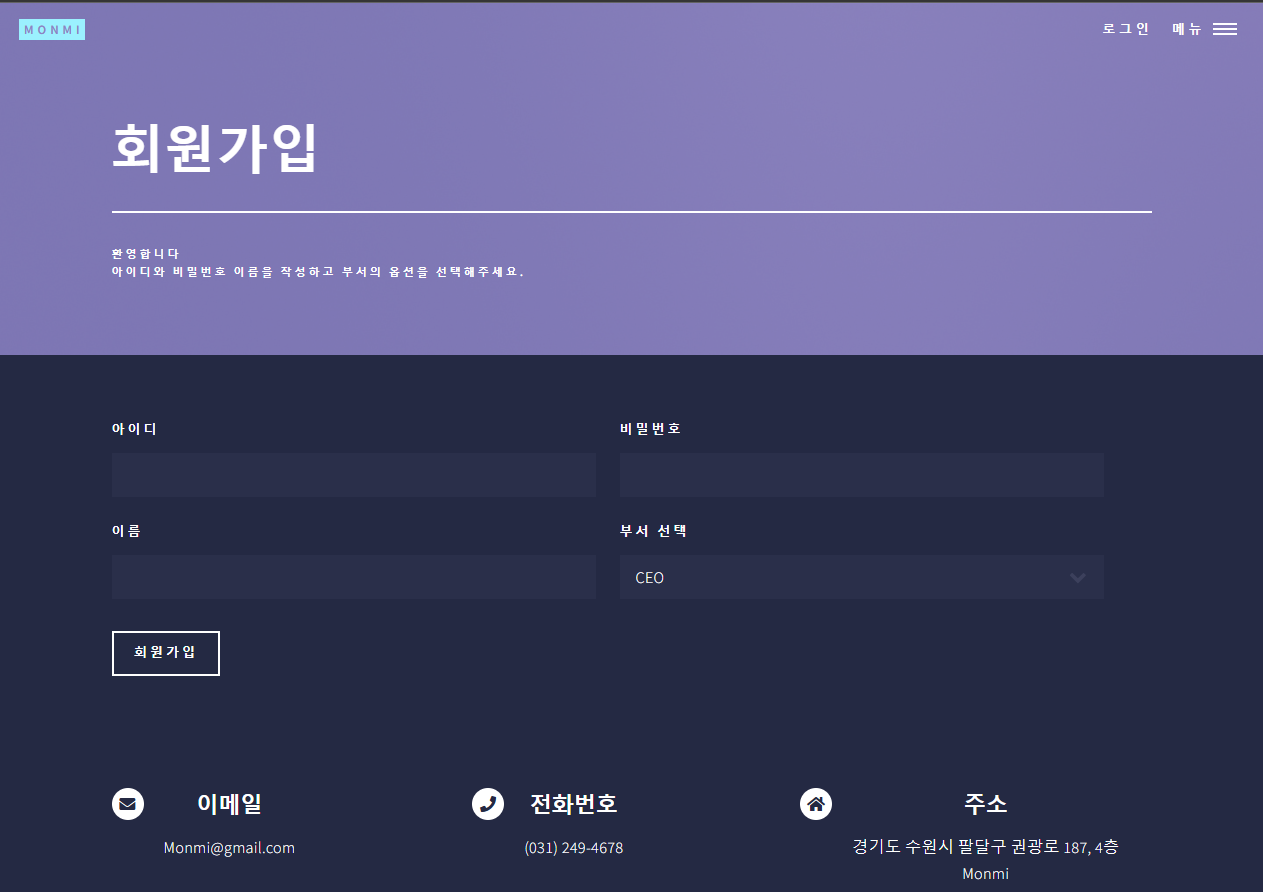 MONMI
로그인 메뉴
회원가입
환영합니다
아이디와 비밀번호 이름을 작성하고 부서의 옵션을 선택해주세요.
아이디
비밀번호
이름
부서 선택
CEO
회원가입
이메일
Monmi@gmail.com
전화번호
(031) 249-4678
주소
경기도 수원시 팔달구 권광로 187, 4층
Monmi